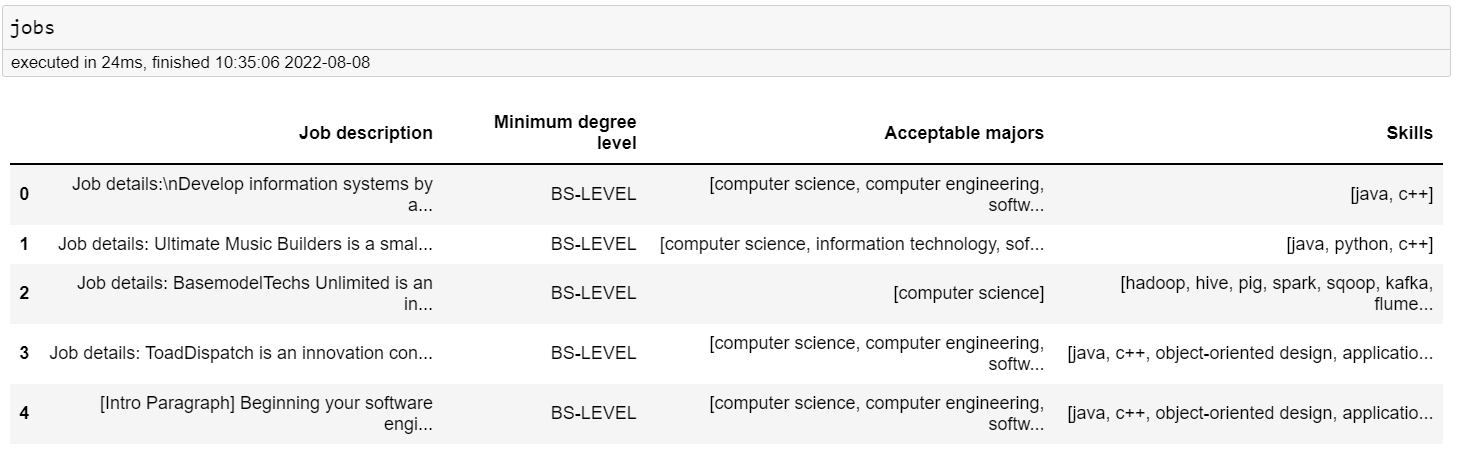 jobs
executed in 24ms, finished 10:35:06 2022-08-08
Job description Minimum degree level Acceptable majors Skills
0 Job details:\nDevelop information systems by a... BS-LEVEL [computer science, computer engineering, softw... [java, c++]
1 Job details: Ultimate Music Builders is a smal... BS-LEVEL [computer science, information technology, sof... [java, python, c++]
2 Job details: BasemodelTechs Unlimited is an in... BS-LEVEL [computer science] [hadoop, hive, pig, spark, sqoop, kafka, flume...
3 Job details: ToadDispatch is an innovation con... BS-LEVEL [computer science, computer engineering, softw... [java, c++, object-oriented design, applicatio...
4 [Intro Paragraph] Beginning your software engi... BS-LEVEL [computer science, computer engineering, softw... [java, c++, object-oriented design, applicatio...